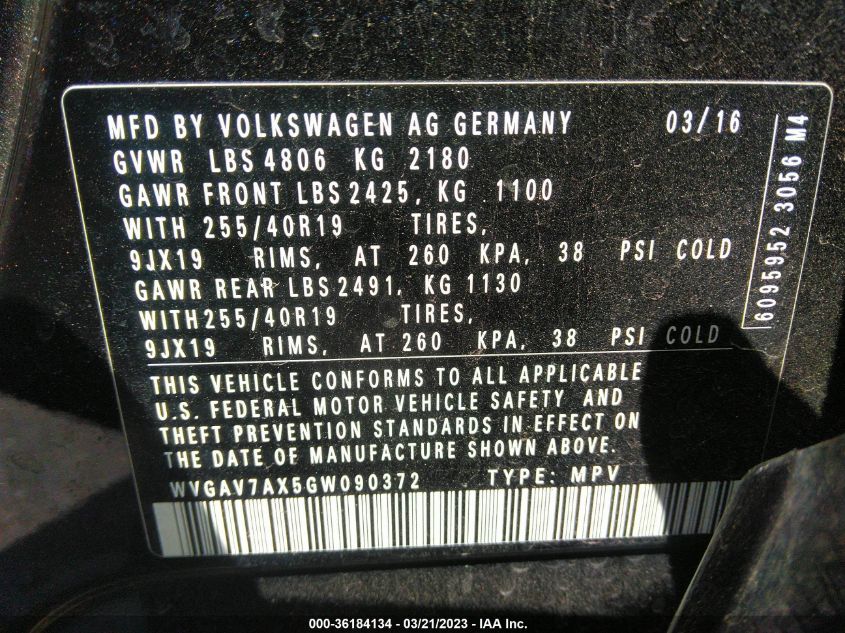 MFD BY VOLKSWAGEN AG GERMANY 03/16
GVWR LBS 4806 KG 2180
GAWR FRONT LBS 2425, KG 1100
WITH 255/40R19 TIRES,
9JX19 RIMS, AT 260 KPA, 38 PSI COLD
GAWR REAR LBS 2491, KG 1130
WITH 255/40R19 TIRES,
9JX19 RIMS, AT 260 KPA, 38 PSI COLD
6095952 3056 M4
THIS VEHICLE CONFORMS TO ALL APPLICABLE
U.S. FEDERAL MOTOR VEHICLE SAFETY AND
THEFT PREVENTION STANDARDS IN EFFECT ON
THE DATE OF MANUFACTURE SHOWN ABOVE.
WVGAV7AX5GW090372 TYPE: MPV
000-36184134 - 03/21/2023 - IAA Inc.